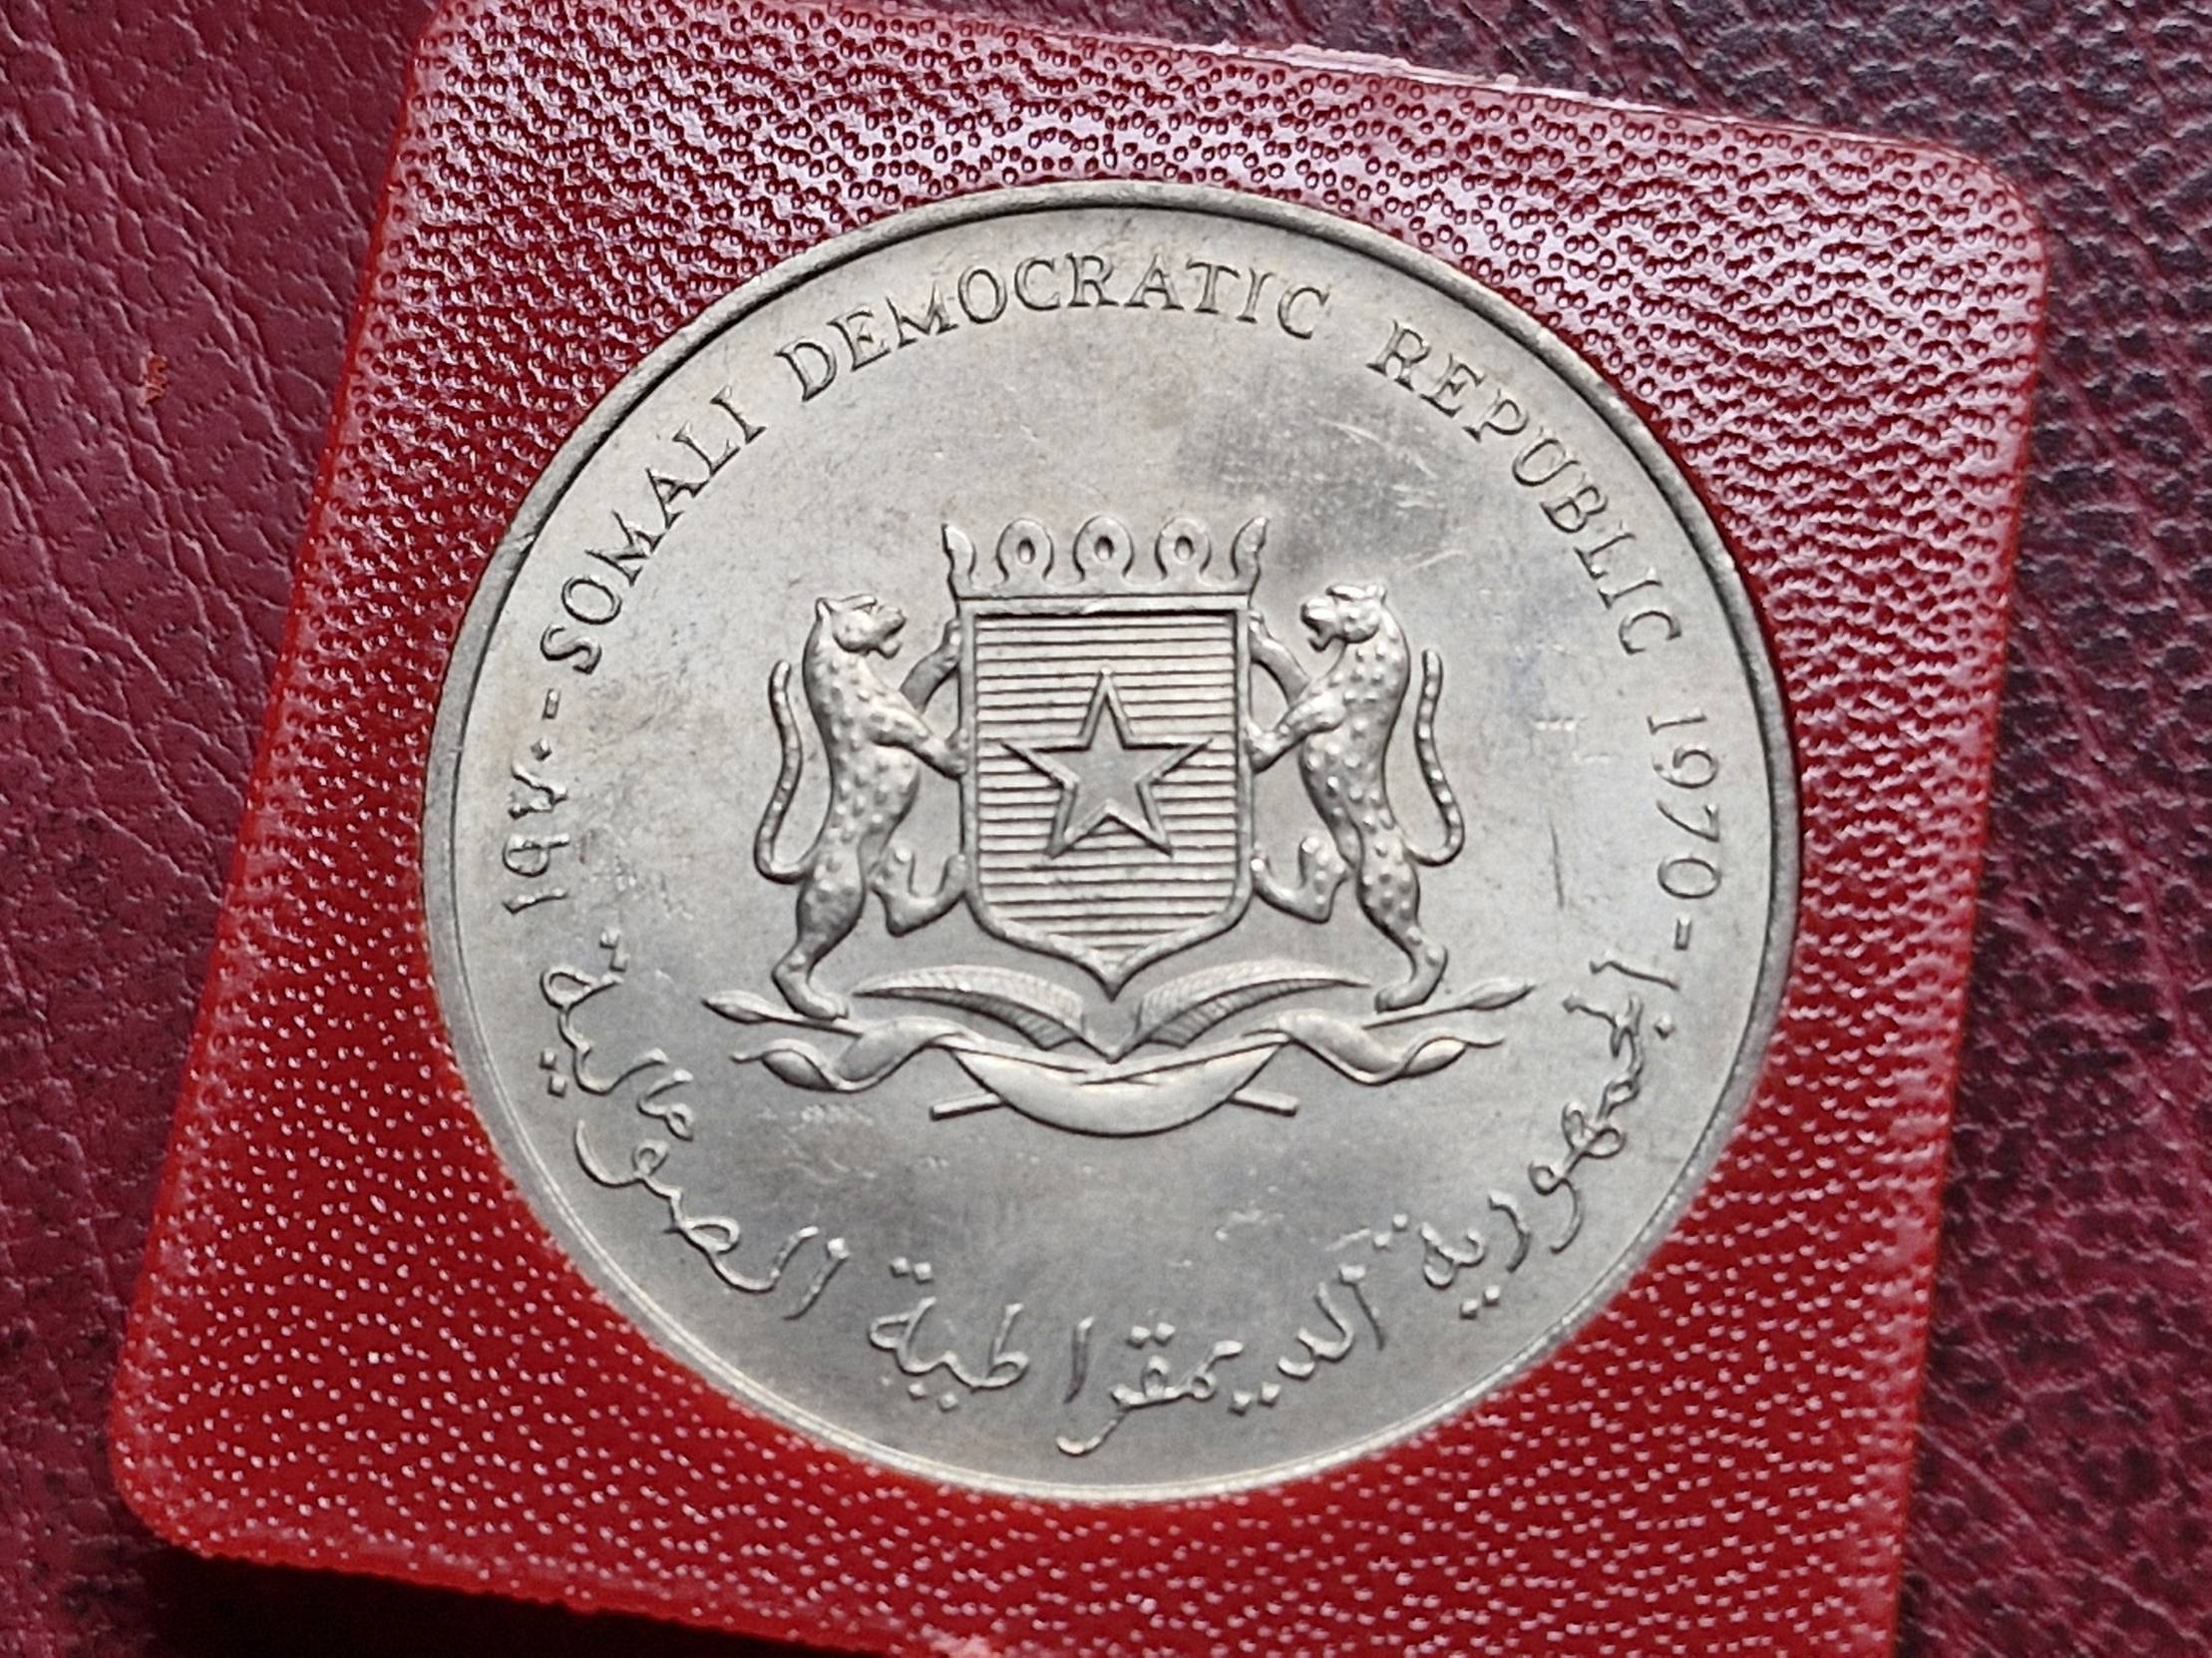 SOMALI DEMOCRATIC REPUBLIC 1970 -
الجمهورية الديمقراطية الصومالية ١٩٧٠ -